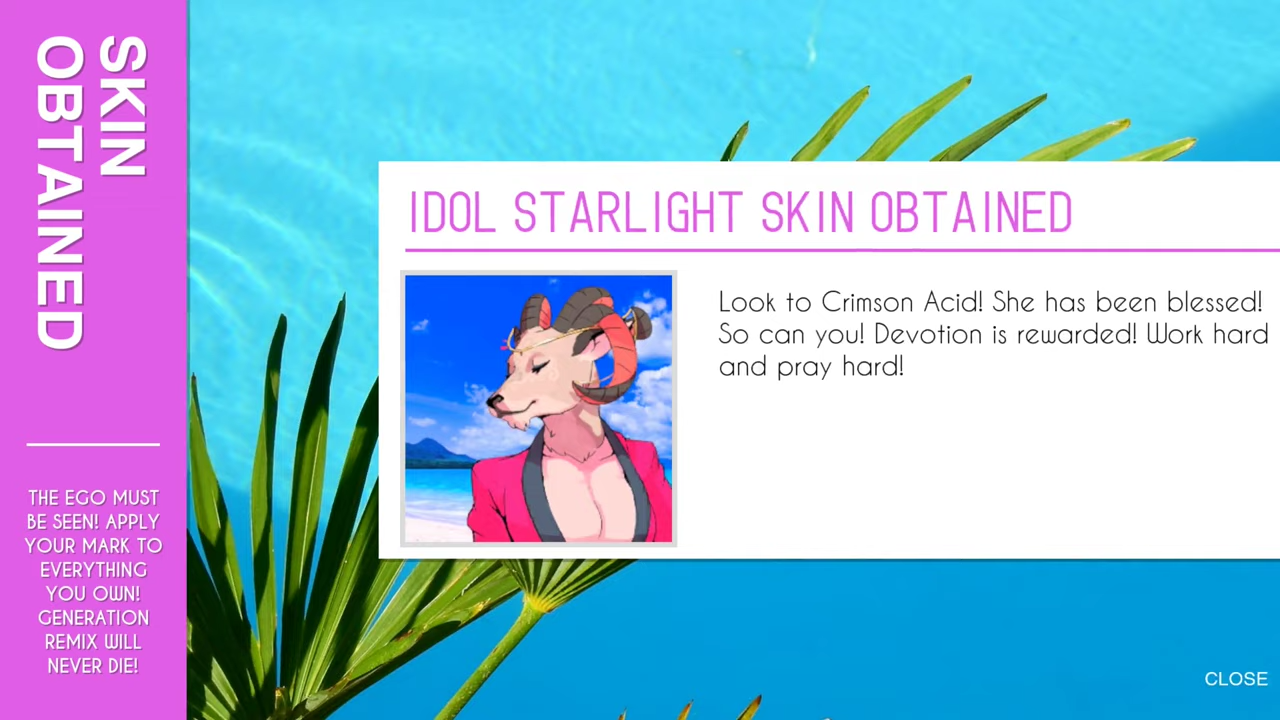 SKIN
OBTAINED
THE EGO MUST
BE SEEN! APPLY
YOUR MARK TO
EVERYTHING
YOU OWN!
GENERATION
REMIX WILL
NEVER DIE!
IDOL STARLIGHT SKIN OBTAINED
Look to Crimson Acid! She has been blessed!
So can you! Devotion is rewarded! Work hard
and pray hard!
CLOSE